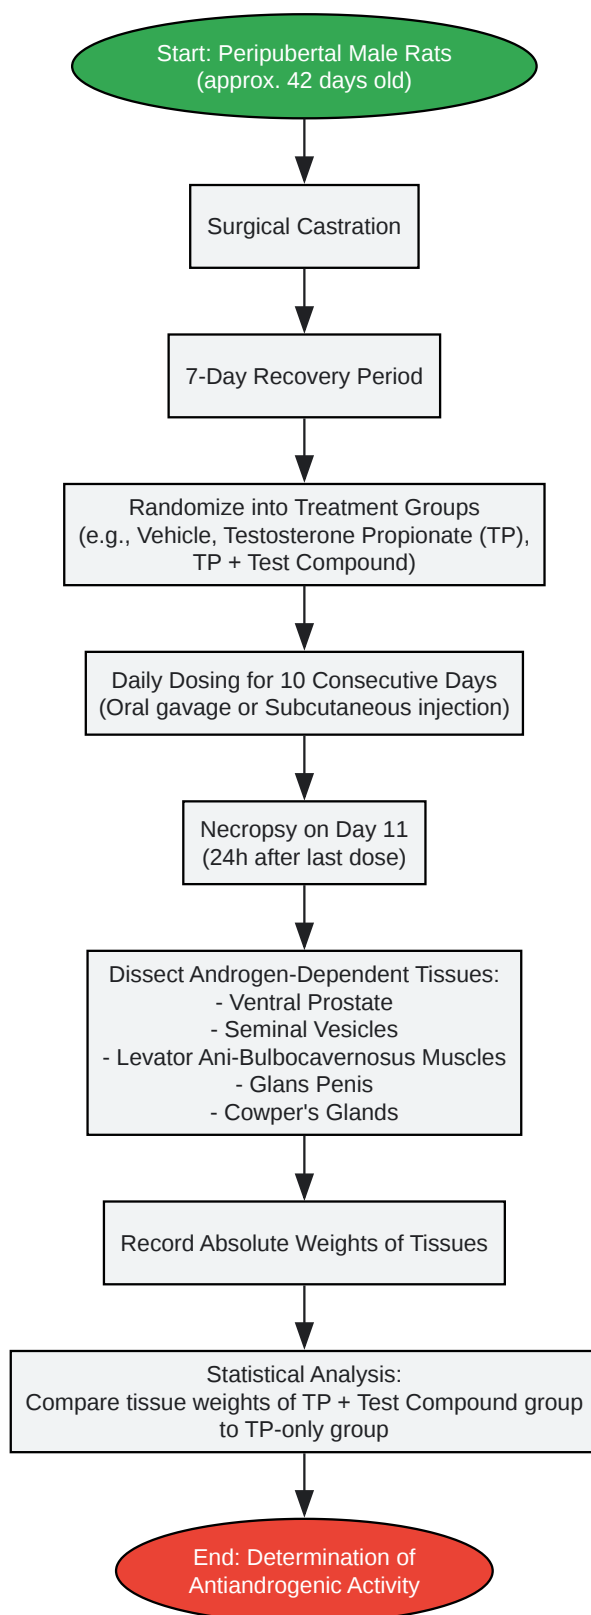 Start: Peripubertal Male Rats
(approx. 42 days old)
Surgical Castration
7-Day Recovery Period
Randomize into Treatment Groups
(e.g., Vehicle, Testosterone Propionate (TP),
TP + Test Compound)
Daily Dosing for 10 Consecutive Days
(Oral gavage or Subcutaneous injection)
Necropsy on Day 11
(24h after last dose)
Dissect Androgen-Dependent Tissues:
- Ventral Prostate
- Seminal Vesicles
- Levator Ani-Bulbocavernosus Muscles
- Glans Penis
- Cowper's Glands
Record Absolute Weights of Tissues
Statistical Analysis:
Compare tissue weights of TP + Test Compound group
to TP-only group
End: Determination of
Antiandrogenic Activity